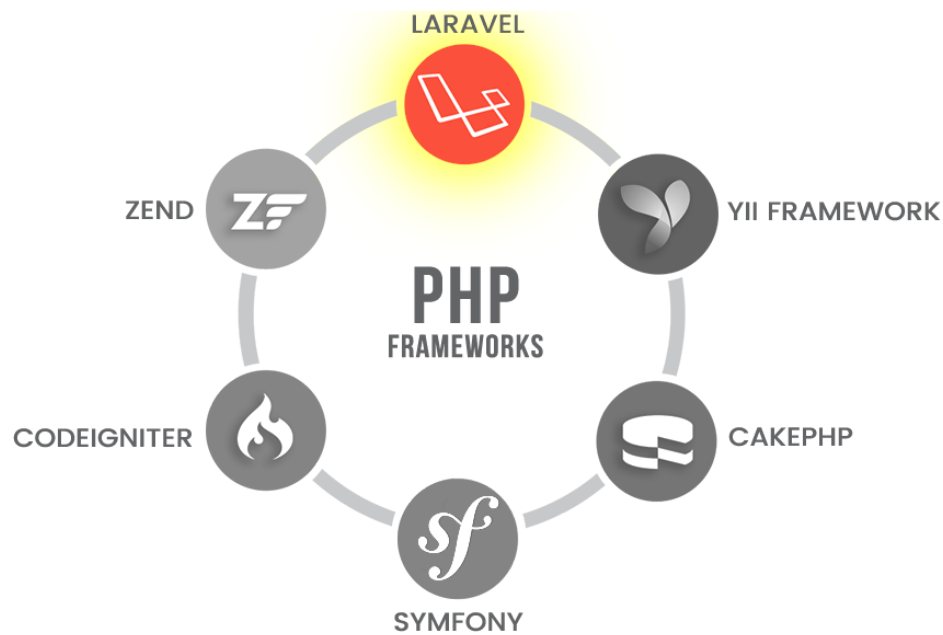 LARAVEL
ZEND
YII FRAMEWORK
PHP
FRAMEWORKS
CODEIGNITER
CAKEPHP
SYMFONY